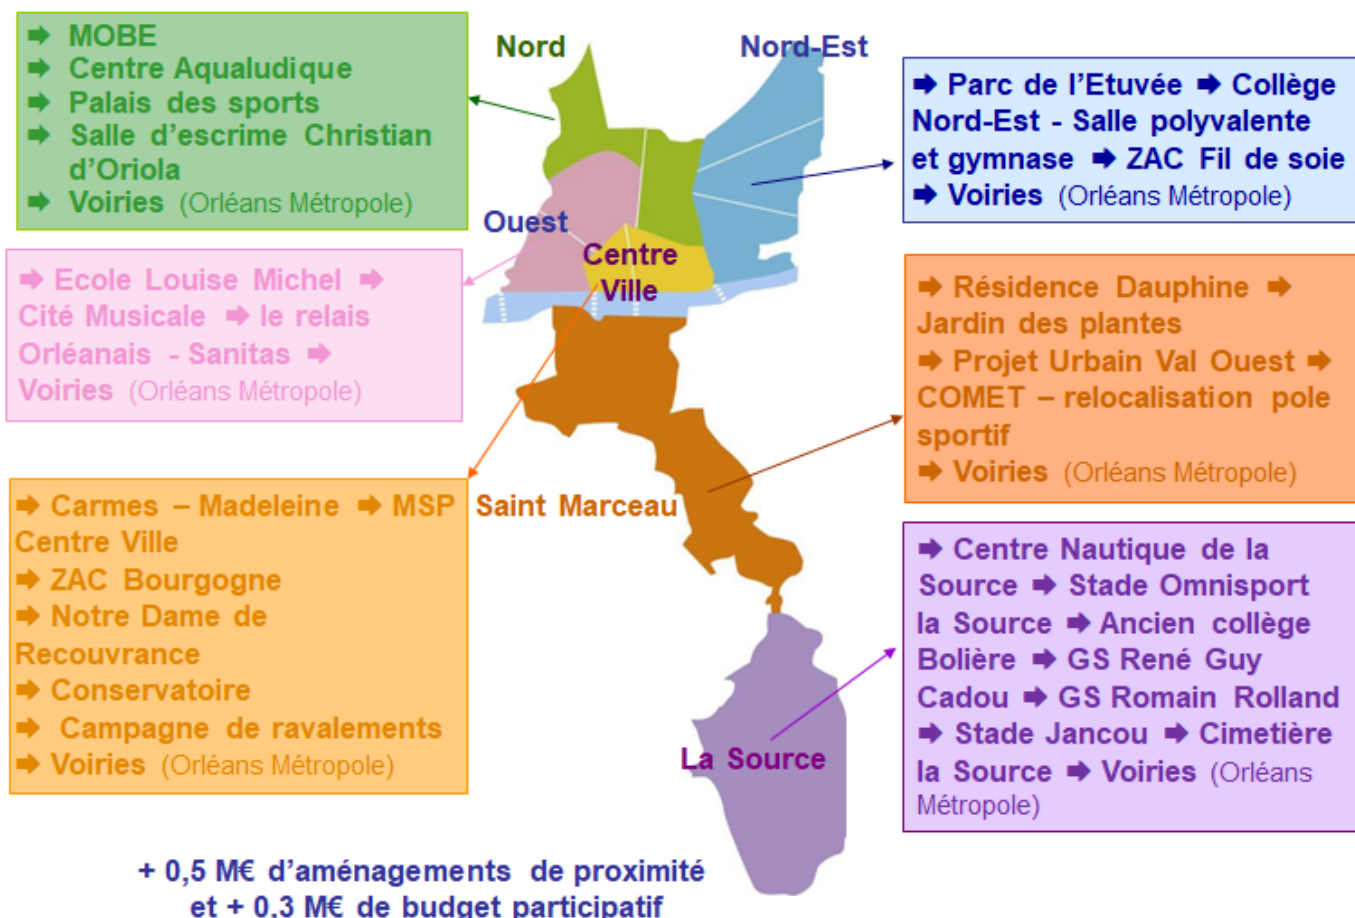 ➡ MOBE
➡ Centre Aqualudique
➡ Palais des sports
➡ Salle d’escrime Christian
d’Oriola
➡ Voiries (Orléans Métropole)
Nord
Nord-Est
➡ Parc de l’Etuvée ➡ Collège
Nord-Est - Salle polyvalente
et gymnase ➡ ZAC Fil de soie
➡ Voiries (Orléans Métropole)
Ouest
Centre
Ville
➡ Ecole Louise Michel ➡
Cité Musicale ➡ le relais
Orléanais - Sanitas ➡
Voiries (Orléans Métropole)
➡ Résidence Dauphine ➡
Jardin des plantes
➡ Projet Urbain Val Ouest ➡
COMET – relocalisation pole
sportif
➡ Voiries (Orléans Métropole)
➡ Carmes – Madeleine ➡ MSP
Centre Ville
➡ ZAC Bourgogne
➡ Notre Dame de
Recouvrance
➡ Conservatoire
➡ Campagne de ravalements
➡ Voiries (Orléans Métropole)
Saint Marceau
➡ Centre Nautique de la
Source ➡ Stade Omnisport
la Source ➡ Ancien collège
Bolière ➡ GS René Guy
Cadou ➡ GS Romain Rolland
➡ Stade Jancou ➡ Cimetière
la Source ➡ Voiries (Orléans
Métropole)
La Source
+ 0,5 M€ d’aménagements de proximité
et + 0,3 M€ de budget participatif